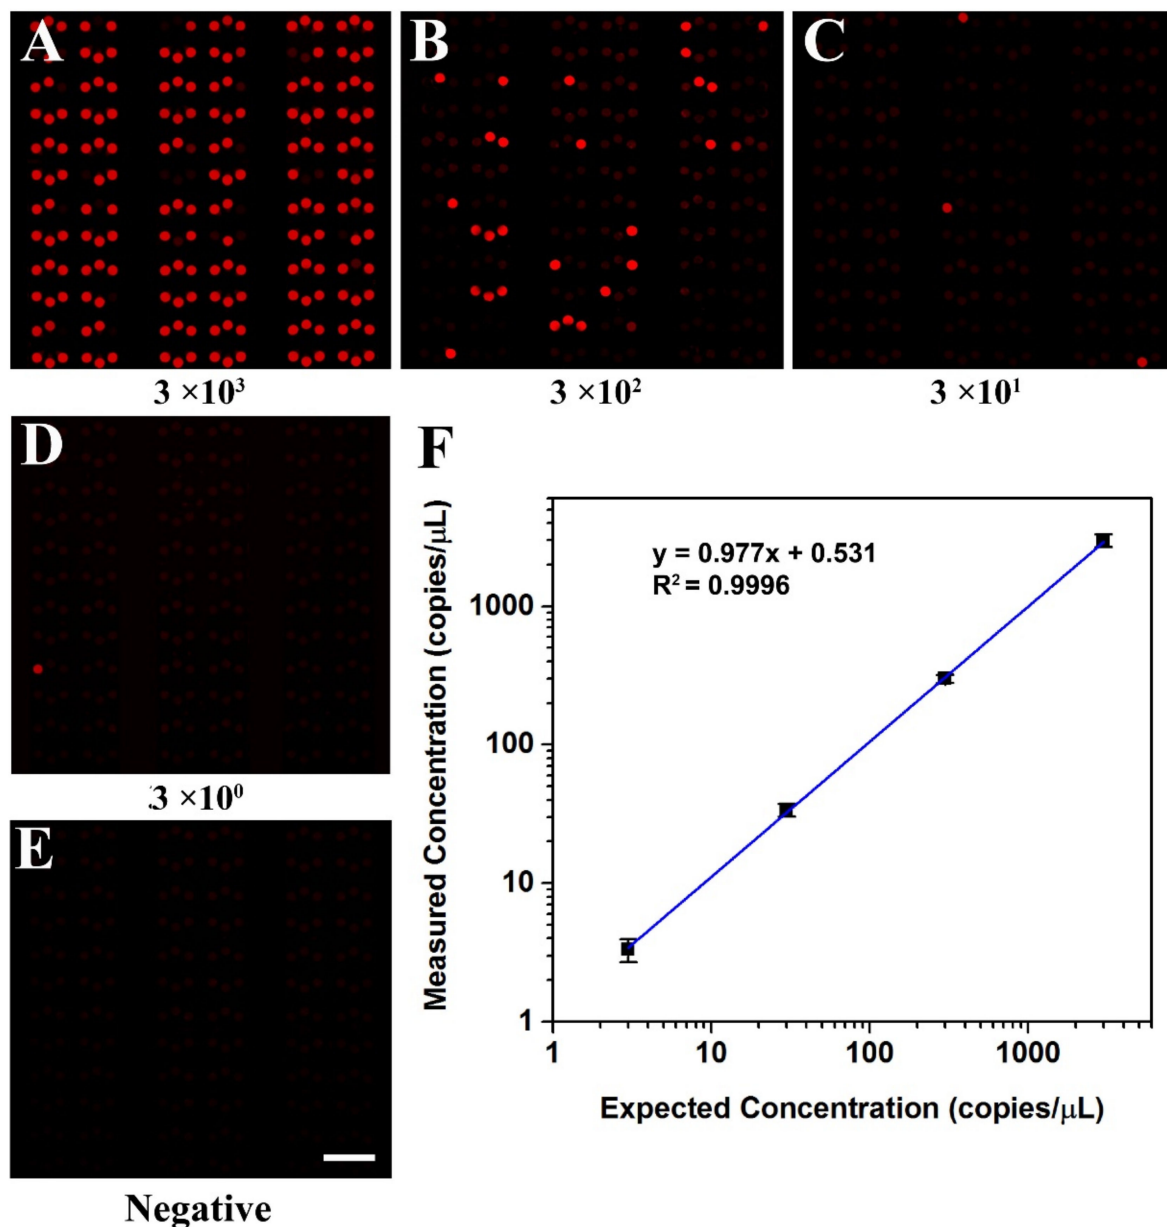 A
B
C
3 ×10³
3 ×10²
3 ×10¹
D
F
y = 0.977x + 0.531
R² = 0.9996
1000
100
10
1
Measured Concentration (copies/μL)
1
10
100
1000
Expected Concentration (copies/μL)
3 ×10⁰
E
Negative